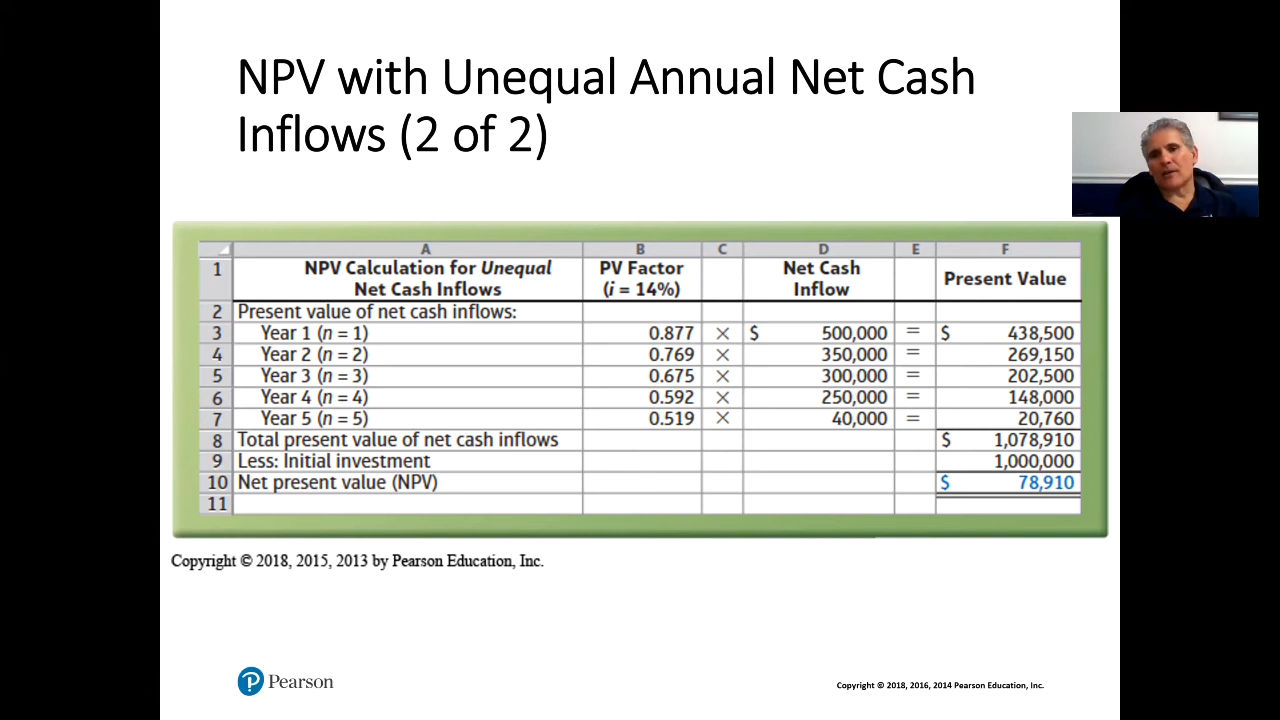 NPV with Unequal Annual Net Cash
Inflows (2 of 2)
A B C D E F
1 NPV Calculation for Unequal PV Factor Net Cash Present Value
Net Cash Inflows (i = 14%) Inflow
2 Present value of net cash inflows:
3 Year 1 (n = 1) 0.877 × $ 500,000 = $ 438,500
4 Year 2 (n = 2) 0.769 × 350,000 = 269,150
5 Year 3 (n = 3) 0.675 × 300,000 = 202,500
6 Year 4 (n = 4) 0.592 × 250,000 = 148,000
7 Year 5 (n = 5) 0.519 × 40,000 = 20,760
8 Total present value of net cash inflows $ 1,078,910
9 Less: Initial investment 1,000,000
10 Net present value (NPV) $ 78,910
11
Copyright © 2018, 2015, 2013 by Pearson Education, Inc.
P Pearson
Copyright © 2018, 2016, 2014 Pearson Education, Inc.